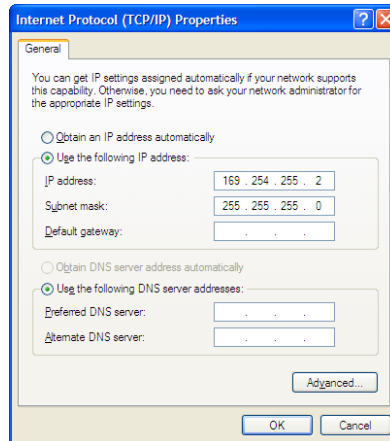 Internet Protocol (TCP/IP) Properties
General
You can get IP settings assigned automatically if your network supports
this capability. Otherwise, you need to ask your network administrator for
the appropriate IP settings.
Obtain an IP address automatically
Use the following IP address:
IP address: 169 . 254 . 255 . 2
Subnet mask: 255 . 255 . 255 . 0
Default gateway: . . .
Obtain DNS server address automatically
Use the following DNS server addresses:
Preferred DNS server: . . .
Alternate DNS server: . . .
Advanced...
OK Cancel